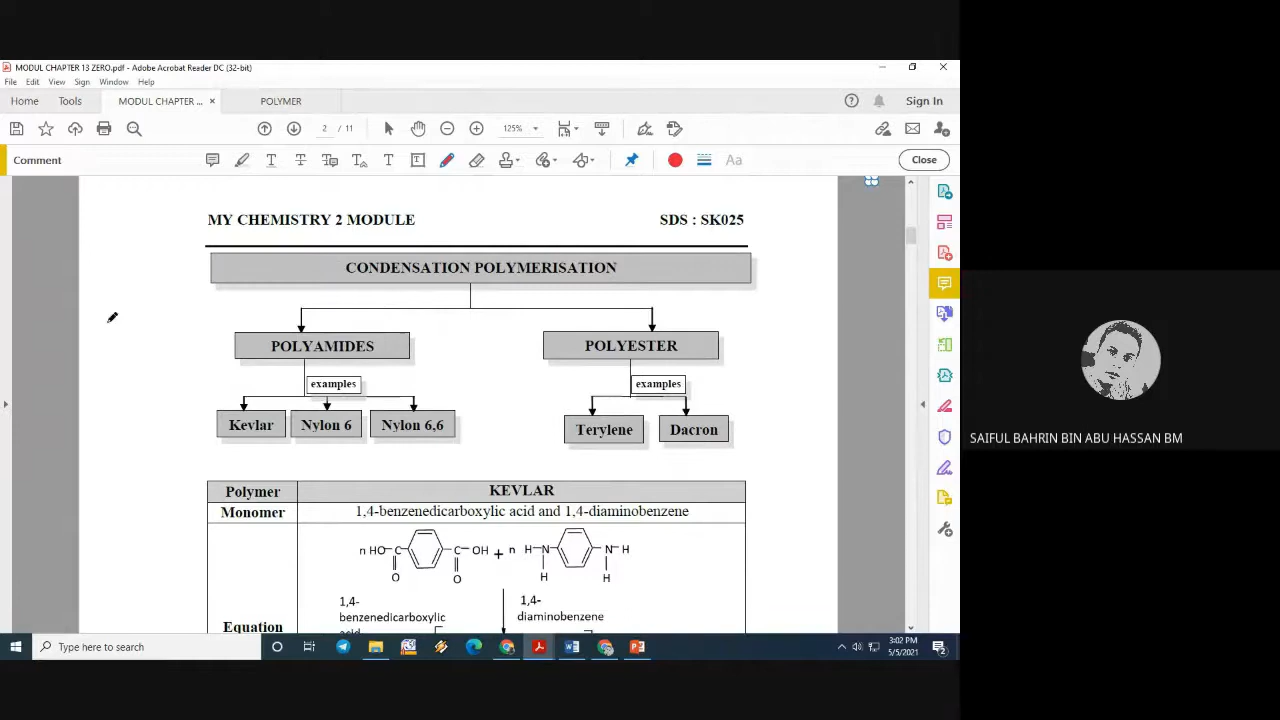 MODUL CHAPTER 13 ZERO.pdf - Adobe Acrobat Reader DC (32-bit)
File Edit View Sign Window Help
Home Tools MODUL CHAPTER ... × POLYMER Sign In
2 / 11 125%
Comment Aa Close
MY CHEMISTRY 2 MODULE SDS : SK025
CONDENSATION POLYMERISATION
POLYAMIDES POLYESTER
examples examples
Kevlar Nylon 6 Nylon 6,6 Terylene Dacron
Polymer KEVLAR
Monomer 1,4-benzenedicarboxylic acid and 1,4-diaminobenzene
n HO C C OH + n H N N H
O O H H
1,4-
benzenedicarboxylic
acid
1,4-
diaminobenzene
Equation
SAIFUL BAHRIN BIN ABU HASSAN BM
Type here to search
3:02 PM
5/5/2021
2